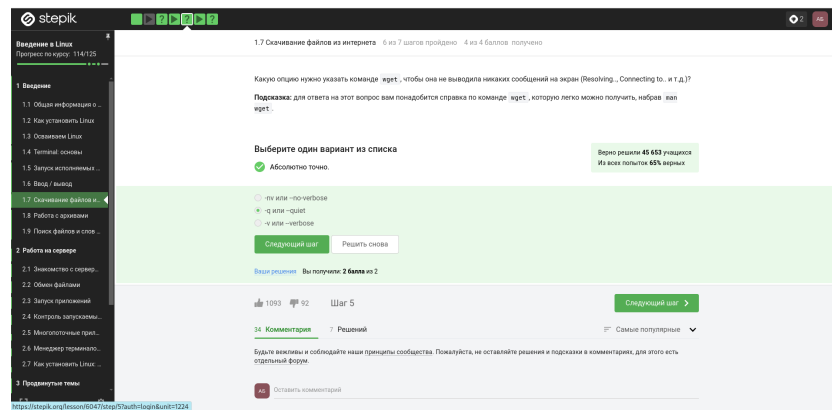 stepik
2
AS
Введение в Linux
Прогресс по курсу: 114/125
1.7 Скачивание файлов из интернета 6 из 7 шагов пройдено 4 из 4 баллов получено
1 Введение
1.1 Общая информация о ...
1.2 Как установить Linux
1.3 Осваиваем Linux
1.4 Terminal: основы
1.5 Запуск исполняемых ...
1.6 Ввод / вывод
1.7 Скачивание файлов и...
1.8 Работа с архивами
1.9 Поиск файлов и слов ...
2 Работа на сервере
2.1 Знакомство с сервер...
2.2 Обмен файлами
2.3 Запуск приложений
2.4 Контроль запускаемы...
2.5 Многопоточные прил...
2.6 Менеджер терминало...
2.7 Как установить Linux: ...
3 Продвинутые темы
https://stepik.org/lesson/6047/step/5?auth=login&unit=1224
Какую опцию нужно указать команде wget, чтобы она не выводила никаких сообщений на экран (Resolving.., Connecting to.. и т.д.)?
Подсказка: для ответа на этот вопрос вам понадобится справка по команде wget, которую легко можно получить, набрав man
wget.
Выберите один вариант из списка
Абсолютно точно.
Верно решили 45 653 учащихся
Из всех попыток 65% верных
-nv или --no-verbose
-q или --quiet
-v или --verbose
Следующий шаг
Решить снова
Ваши решения Вы получили: 2 балла из 2
1093 92 Шаг 5
Следующий шаг
34 Комментария 7 Решений
Самые популярные
Будьте вежливы и соблюдайте наши принципы сообщества. Пожалуйста, не оставляйте решения и подсказки в комментариях, для этого есть
отдельный форум.
AS Оставить комментарий